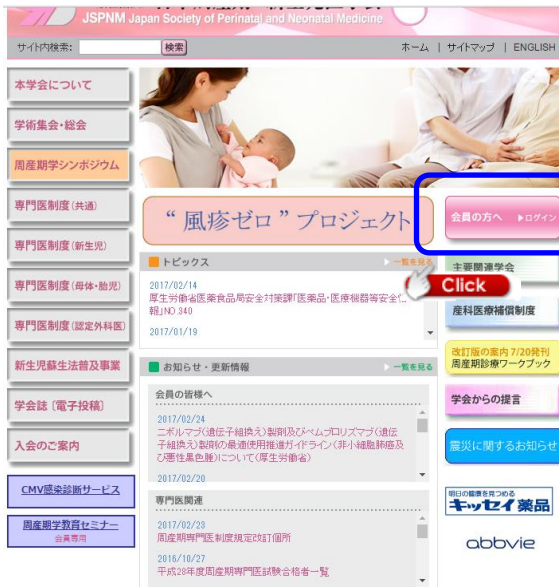 JSPNM Japan Society of Perinatal and Neonatal Medicine
サイト内検索:
検索
ホーム | サイトマップ | ENGLISH
本学会について
学術集会・総会
周産期学シンポジウム
専門医制度(共通)
専門医制度(新生児)
専門医制度(母体・胎児)
専門医制度(認定外科医)
新生児蘇生法普及事業
学会誌〔電子投稿〕
入会のご案内
CMV感染診断サービス
周産期学教育セミナー
会員専用
“風疹ゼロ”プロジェクト
トピックス
一覧を見る
2017/02/14
厚生労働省医薬食品局安全対策課「医薬品・医療機器等安全
報」NO.340
2017/01/19
お知らせ・更新情報
一覧を見る
会員の皆様へ
2017/02/24
ニボルマブ(遺伝子組換え)製剤及びペムブロリズマブ(遺伝
子組換え)製剤の最適使用推進ガイドライン(非小細胞肺癌及
び悪性黒色腫)について(厚生労働省)
2017/02/20
専門医関連
2017/02/23
周産期専門医制度規定改訂個所
2016/10/27
平成28年度周産期専門医試験合格者一覧
会員の方へ
ログイン
主要関連学会
Click
産科医療補償制度
改訂版の案内 7/20発刊
周産期診療ワークブック
学会からの提言
震災に関するお知らせ
明日の健康を見つめる
キッセイ薬品
abbvie